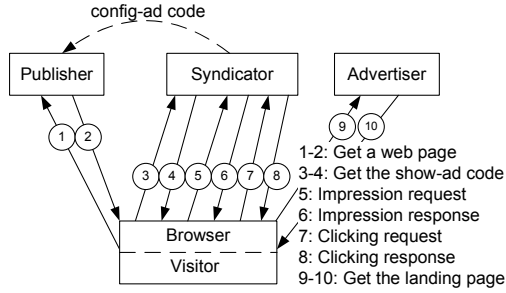 config-ad code
Publisher
Syndicator
Advertiser
1
2
3
4
5
6
7
8
9
10
1-2: Get a web page
3-4: Get the show-ad code
5: Impression request
6: Impression response
7: Clicking request
8: Clicking response
9-10: Get the landing page
Browser
Visitor